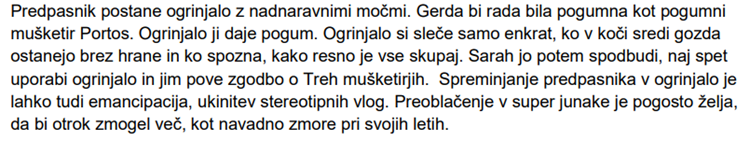 Predpasnik postane ogrinjalo z nadnaravnimi močmi. Gerda bi rada bila pogumna kot pogumni
mušketir Portos. Ogrinjalo ji daje pogum. Ogrinjalo si sleče samo enkrat, ko v koči sredi gozda
ostanejo brez hrane in ko spozna, kako resno je vse skupaj. Sarah jo potem spodbudi, naj spet
uporabi ogrinjalo in jim pove zgodbo o Treh mušketirjih.  Spreminjanje predpasnika v ogrinjalo je
lahko tudi emancipacija, ukinitev stereotipnih vlog. Preoblačenje v super junake je pogosto želja,
da bi otrok zmogel več, kot navadno zmore pri svojih letih.